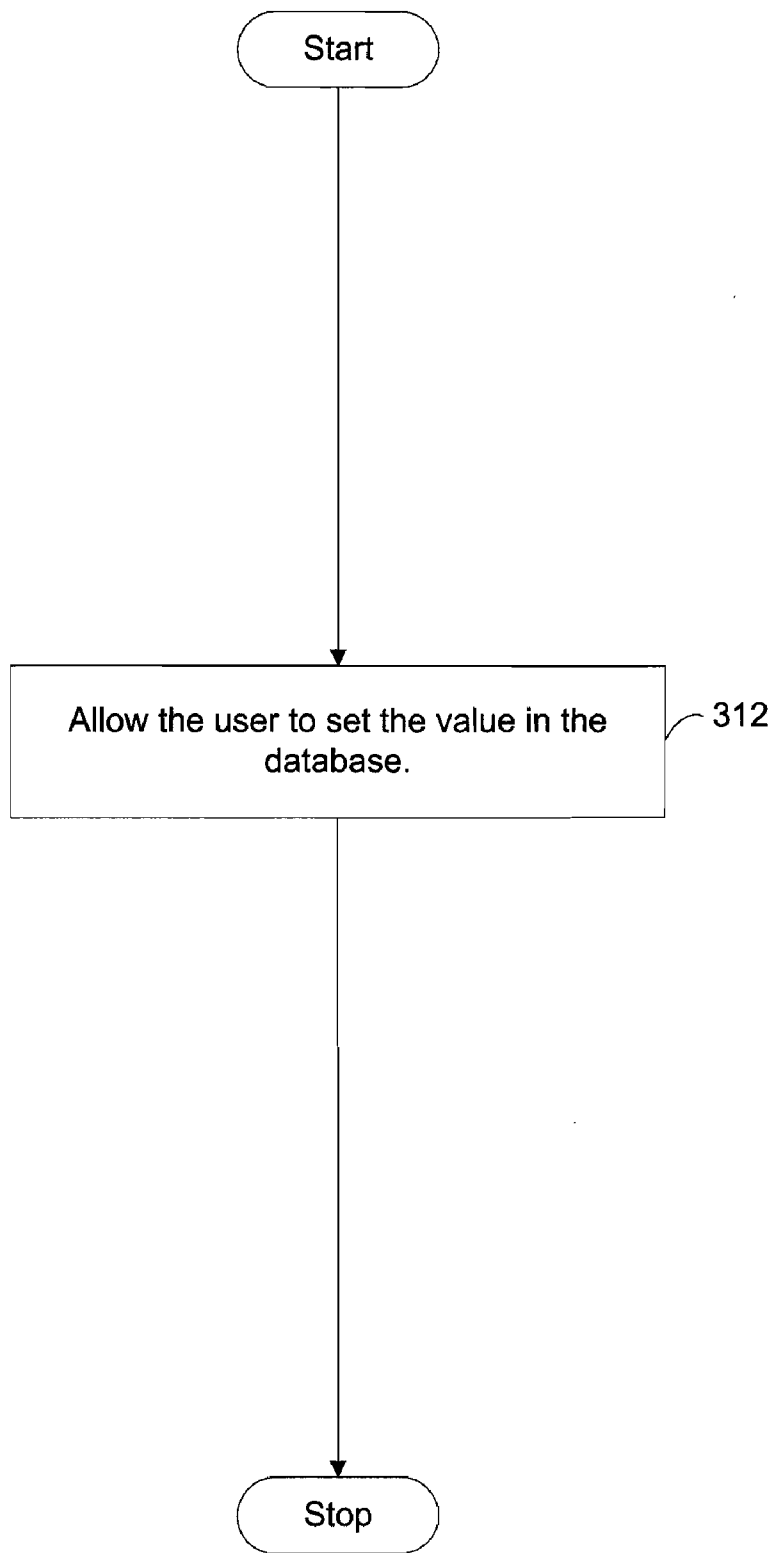 Start
Allow the user to set the value in the
database.
312
Stop